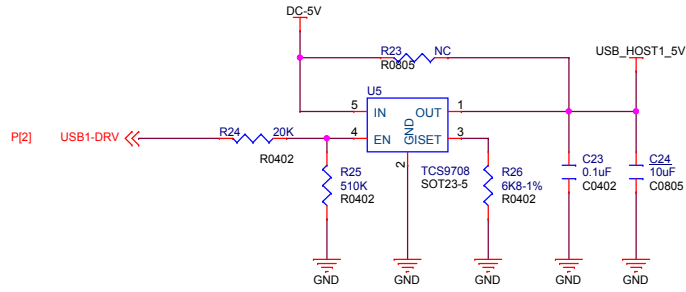 DC-5V
R23 NC
R0805
USB_HOST1_5V
U5
5 IN OUT 1
P[2] USB1-DRV R24 20K 4 EN GND OISET 3
R0402
2
TCS9708
SOT23-5
R25
510K
R0402
R26
6K8-1%
R0402
C23
0.1uF
C0402
C24
10uF
C0805
GND GND GND GND GND